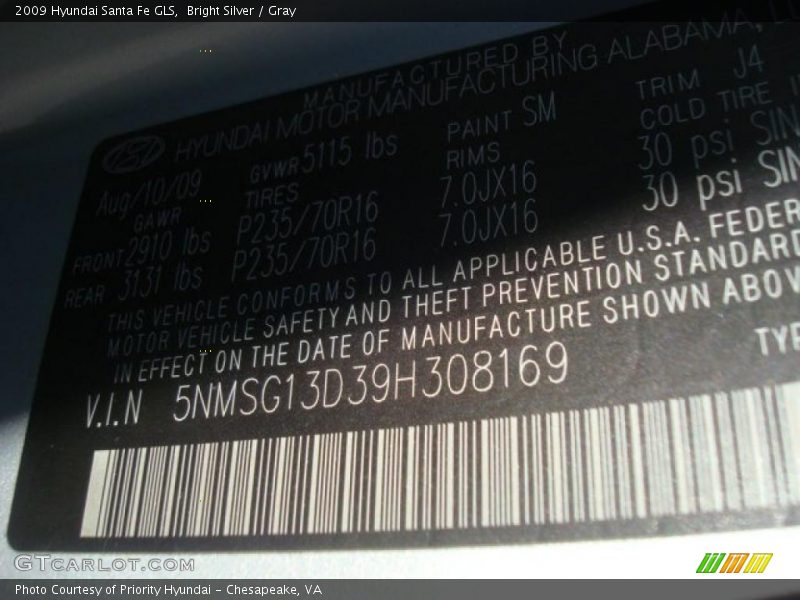 2009 Hyundai Santa Fe GLS,  Bright Silver / Gray
MANUFACTURED BY
HYUNDAI MOTOR MANUFACTURING ALABAMA,
Aug/10/09 GVWR 5115 lbs PAINT SM TRIM J4
GAWR TIRES RIMS COLD TIRE
FRONT 2910 lbs P235/70R16 7.0JX16 30 psi SIN
REAR 3131 lbs P235/70R16 7.0JX16 30 psi SIN
THIS VEHICLE CONFORMS TO ALL APPLICABLE U.S.A. FEDER
MOTOR VEHICLE SAFETY AND THEFT PREVENTION STANDARD
IN EFFECT ON THE DATE OF MANUFACTURE SHOWN ABOV
TYP
V.I.N 5NMSG13D39H308169
GTCARLOT.COM
Photo Courtesy of Priority Hyundai - Chesapeake, VA